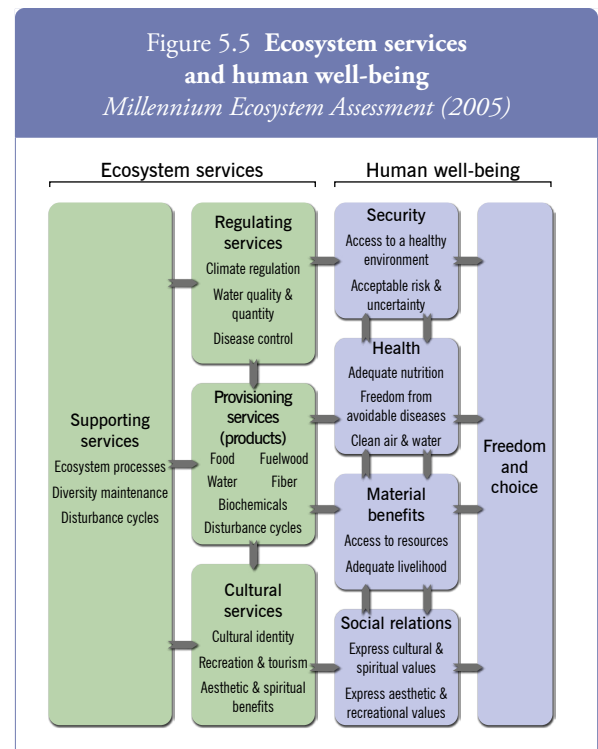 Figure 5.5 Ecosystem services
and human well-being
Millennium Ecosystem Assessment (2005)
Ecosystem services
Human well-being
Supporting
services
Ecosystem processes
Diversity maintenance
Disturbance cycles
Regulating
services
Climate regulation
Water quality &
quantity
Disease control
Provisioning
services
(products)
Food Fuelwood
Water Fiber
Biochemicals
Disturbance cycles
Cultural
services
Cultural identity
Recreation & tourism
Aesthetic & spiritual
benefits
Security
Access to a healthy
environment
Acceptable risk &
uncertainty
Health
Adequate nutrition
Freedom from
avoidable diseases
Clean air & water
Material
benefits
Access to resources
Adequate livelihood
Social relations
Express cultural &
spiritual values
Express aesthetic &
recreational values
Freedom
and
choice